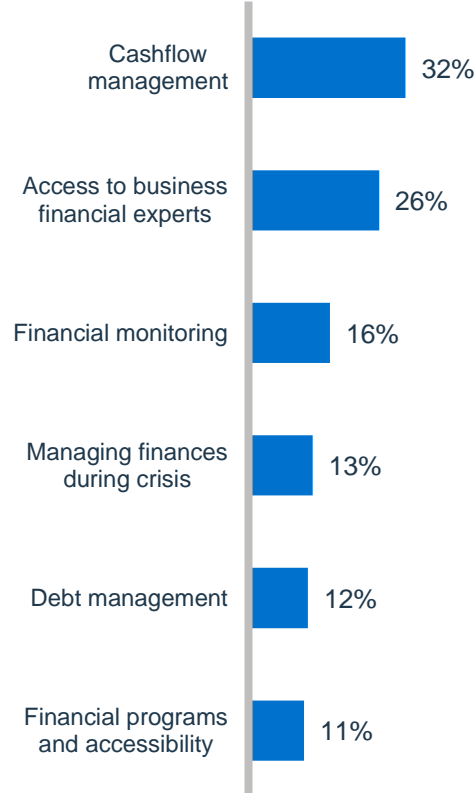 Cashflow
management
32%
Access to business
financial experts
26%
Financial monitoring
16%
Managing finances
during crisis
13%
Debt management
12%
Financial programs
and accessibility
11%